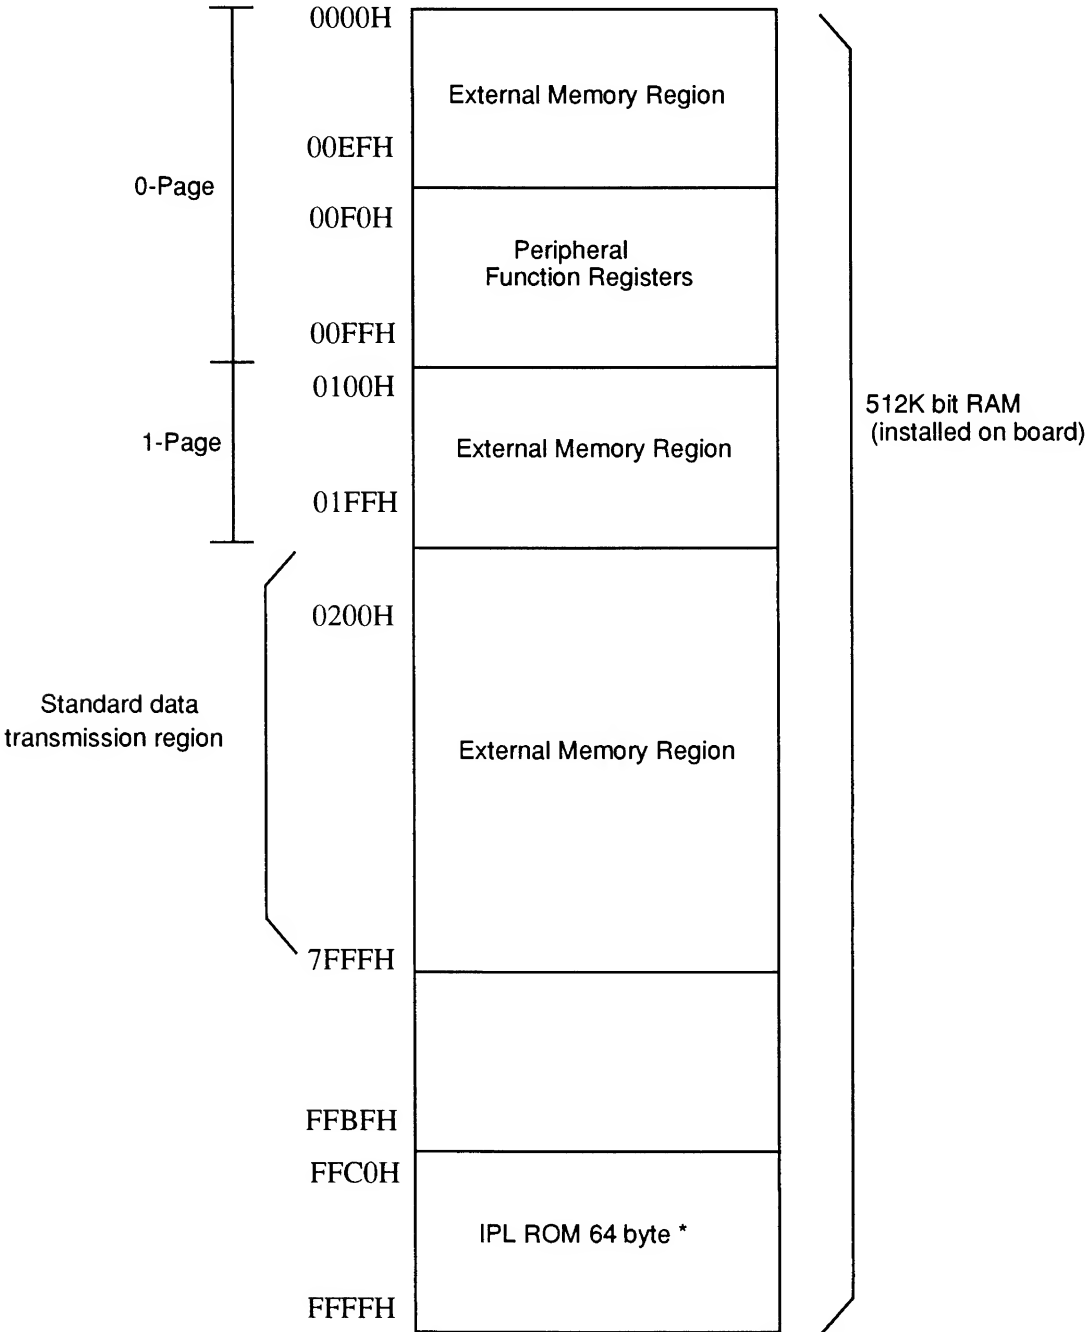 0000H
External Memory Region
00EFH
0-Page
00F0H
Peripheral
Function Registers
00FFH
0100H
512K bit RAM
(installed on board)
1-Page
External Memory Region
01FFH
0200H
Standard data
transmission region
External Memory Region
7FFFH
FFBFH
FFC0H
IPL ROM 64 byte *
FFFFH